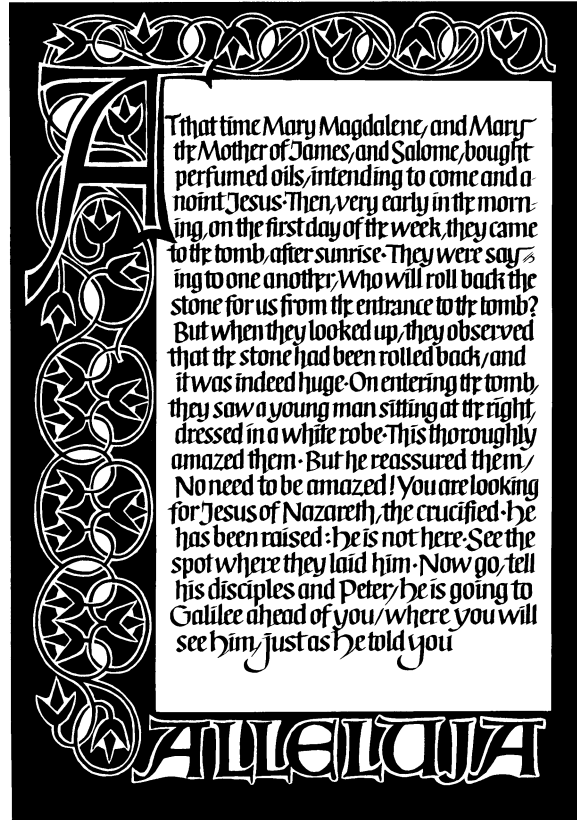 At that time Mary Magdalene, and Mary
the Mother of James, and Salome, bought
perfumed oils, intending to come and a-
noint Jesus·Then, very early in the morn-
ing, on the first day of the week, they came
to the tomb, after sunrise·They were say-
ing to one another, Who will roll back the
stone for us from the entrance to the tomb?
But when they looked up, they observed
that the stone had been rolled back, and
it was indeed huge·On entering the tomb,
they saw a young man sitting at the right,
dressed in a white robe·This thoroughly
amazed them·But he reassured them,
No need to be amazed! You are looking
for Jesus of Nazareth, the crucified·he
has been raised: he is not here·See the
spot where they laid him·Now go, tell
his disciples and Peter, he is going to
Galilee ahead of you, where you will
see him, just as he told you
ALLELUJA